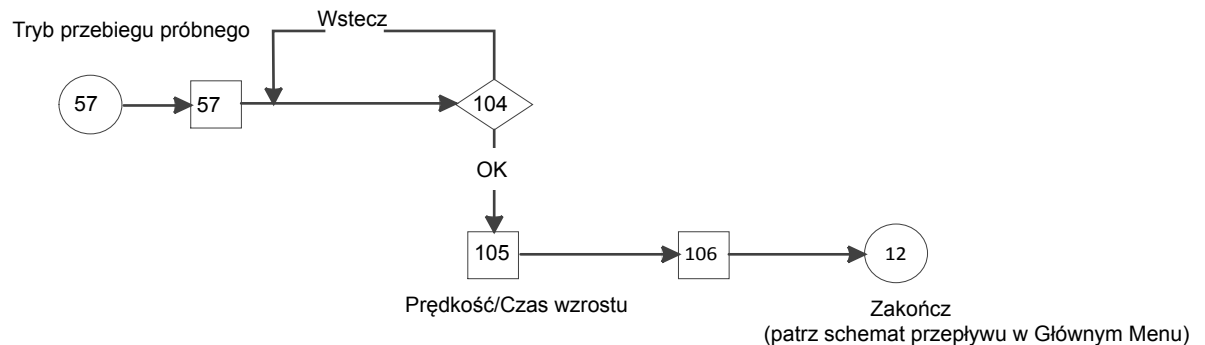 Wstecz
Tryb przebiegu próbnego
57
57
104
OK
105
106
12
Prędkość/Czas wzrostu
Zakończ
(patrz schemat przepływu w Głównym Menu)